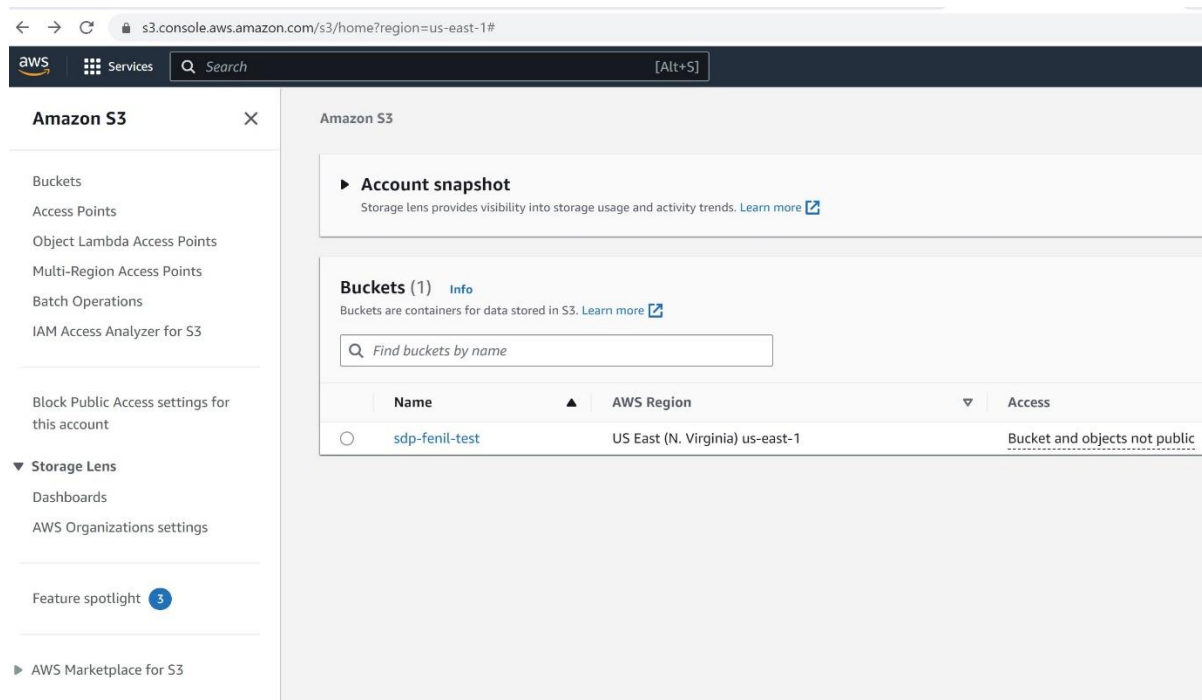 s3.console.aws.amazon.com/s3/home?region=us-east-1#
aws Services Search [Alt+S]
Amazon S3
Buckets
Access Points
Object Lambda Access Points
Multi-Region Access Points
Batch Operations
IAM Access Analyzer for S3
Block Public Access settings for
this account
Storage Lens
Dashboards
AWS Organizations settings
Feature spotlight 3
AWS Marketplace for S3
Amazon S3
Account snapshot
Storage lens provides visibility into storage usage and activity trends. Learn more
Buckets (1) Info
Buckets are containers for data stored in S3. Learn more
Find buckets by name
Name AWS Region Access
sdp-fenil-test US East (N. Virginia) us-east-1 Bucket and objects not public